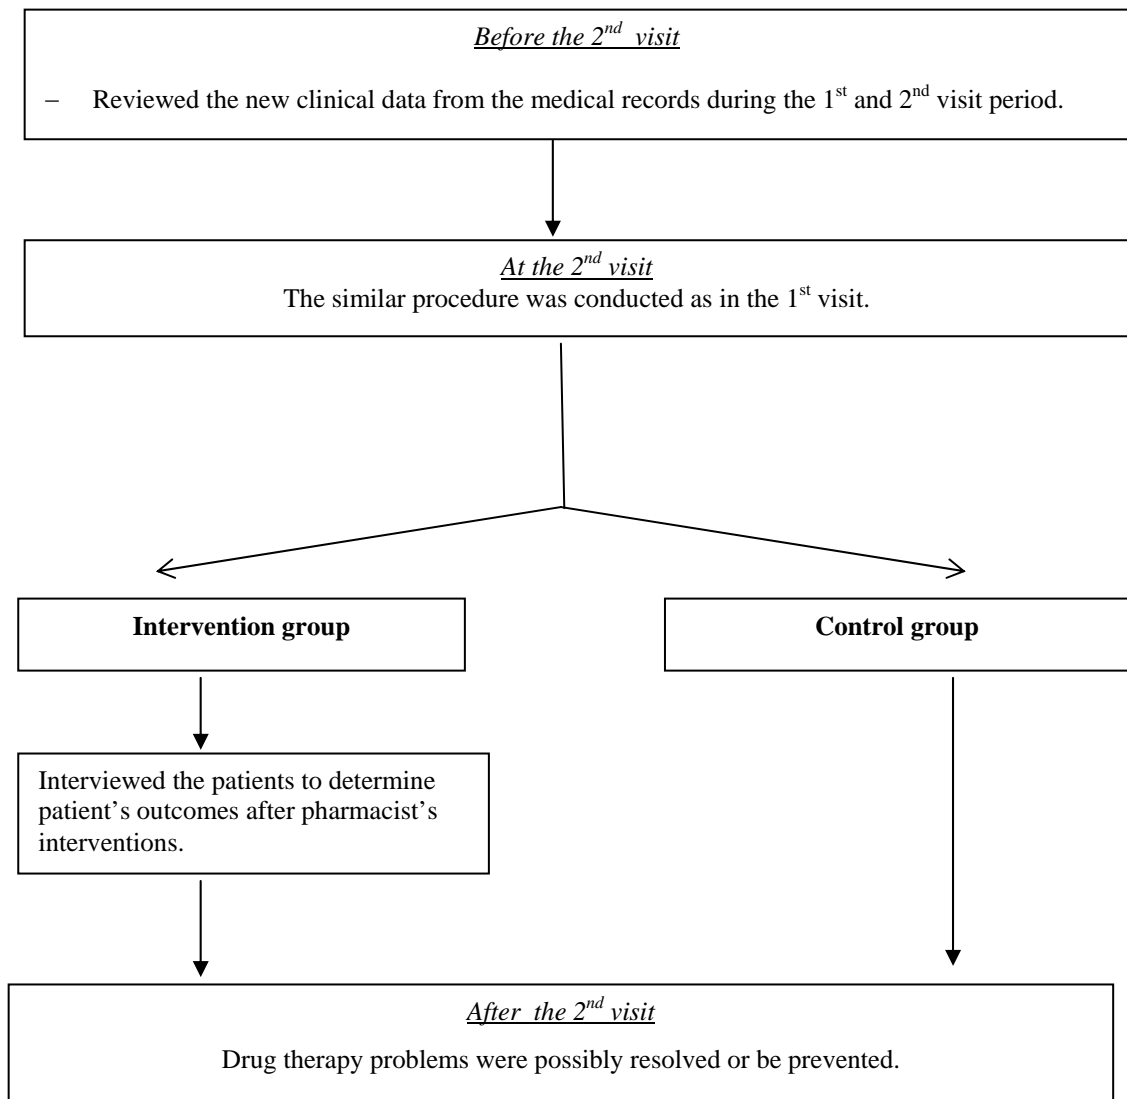 Before the 2nd visit
– Reviewed the new clinical data from the medical records during the 1st and 2nd visit period.
At the 2nd visit
The similar procedure was conducted as in the 1st visit.
Intervention group
Control group
Interviewed the patients to determine
patient’s outcomes after pharmacist’s
interventions.
After the 2nd visit
Drug therapy problems were possibly resolved or be prevented.